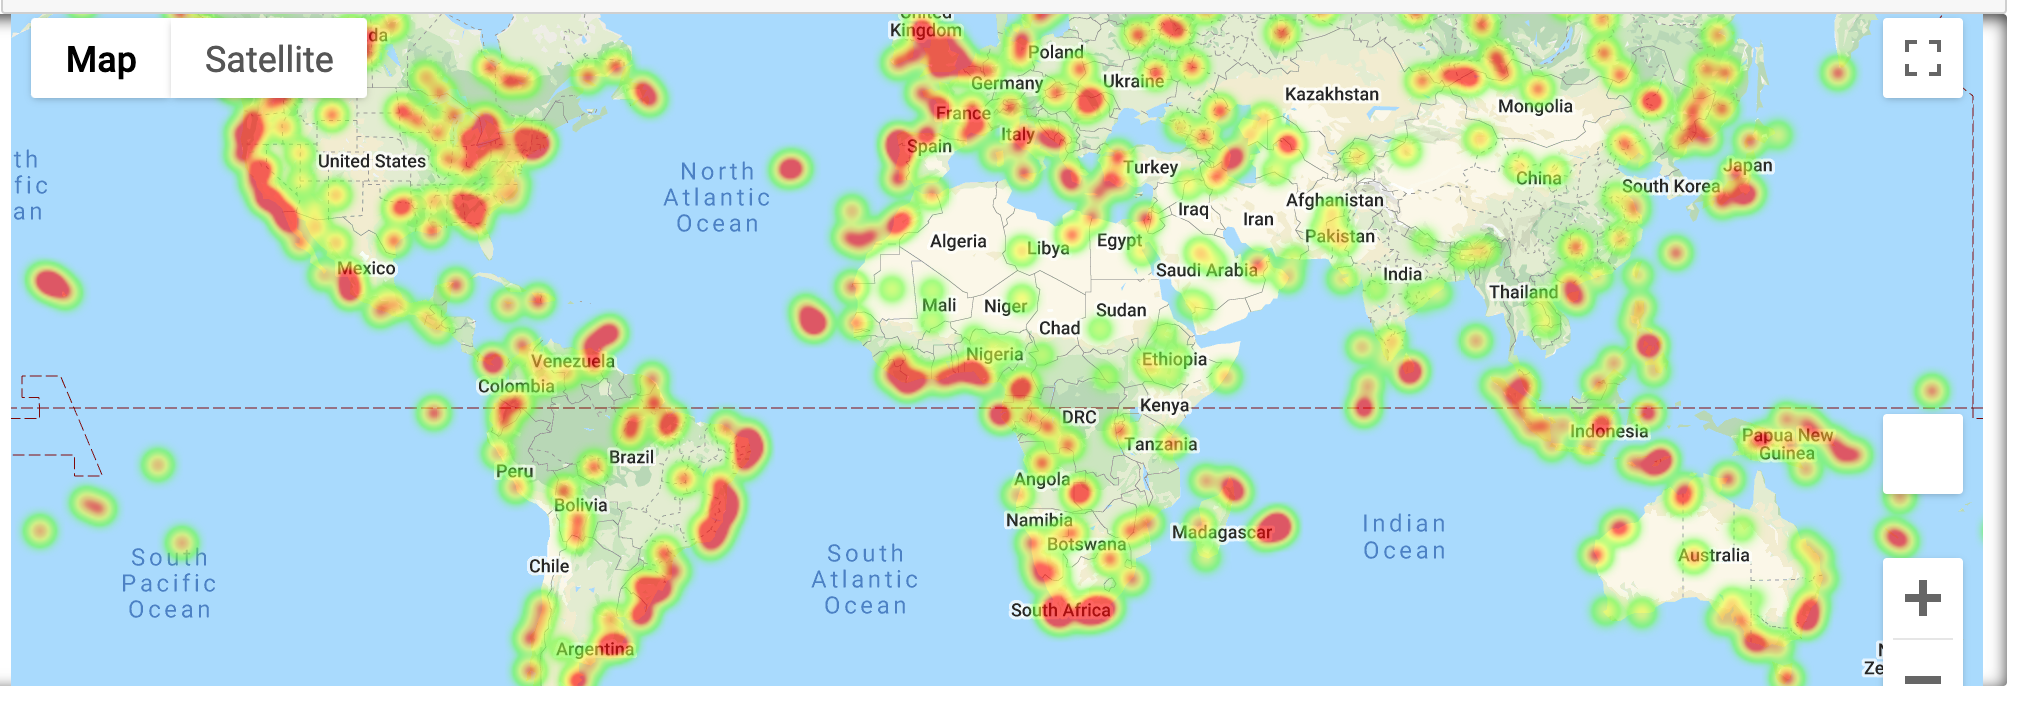 Map
Satellite
da
United
Kingdom
Poland
Germany
Ukraine
Kazakhstan
Mongolia
France
Italy
Spain
Turkey
United States
th
fic
an
North
Atlantic
Ocean
Japan
China
South Korea
Afghanistan
Iraq
Iran
Pakistan
Algeria
Libya
Egypt
Saudi Arabia
India
Mexico
Thailand
Mali
Niger
Sudan
Chad
Nigeria
Ethiopia
Venezuela
Colombia
DRC
Kenya
Tanzania
Indonesia
Papua New
Guinea
Brazil
Peru
Angola
Bolivia
Namibia
Botswana
Madagascar
Indian
Ocean
Australia
Chile
South
Pacific
Ocean
South
Atlantic
Ocean
South Africa
Argentina
N
Ze
+
−